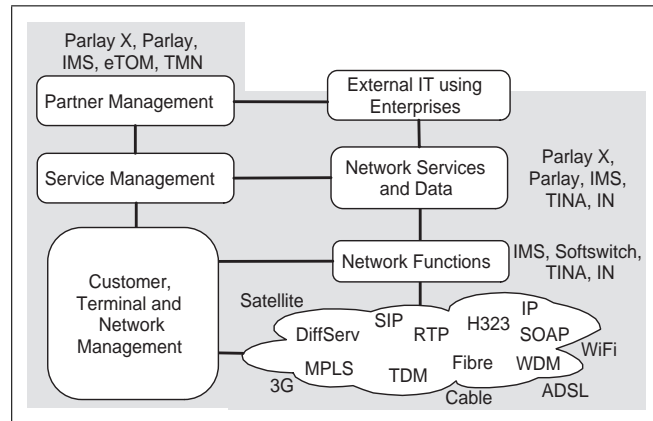 Parlay X, Parlay,
IMS, eTOM, TMN
Partner Management
External IT using
Enterprises
Service Management
Network Services
and Data
Parlay X,
Parlay, IMS,
TINA, IN
Customer,
Terminal and
Network
Management
Network Functions
IMS, Softswitch,
TINA, IN
Satellite
DiffServ
SIP
RTP
H323
IP
SOAP
WiFi
MPLS
TDM
Fibre
WDM
3G
Cable
ADSL